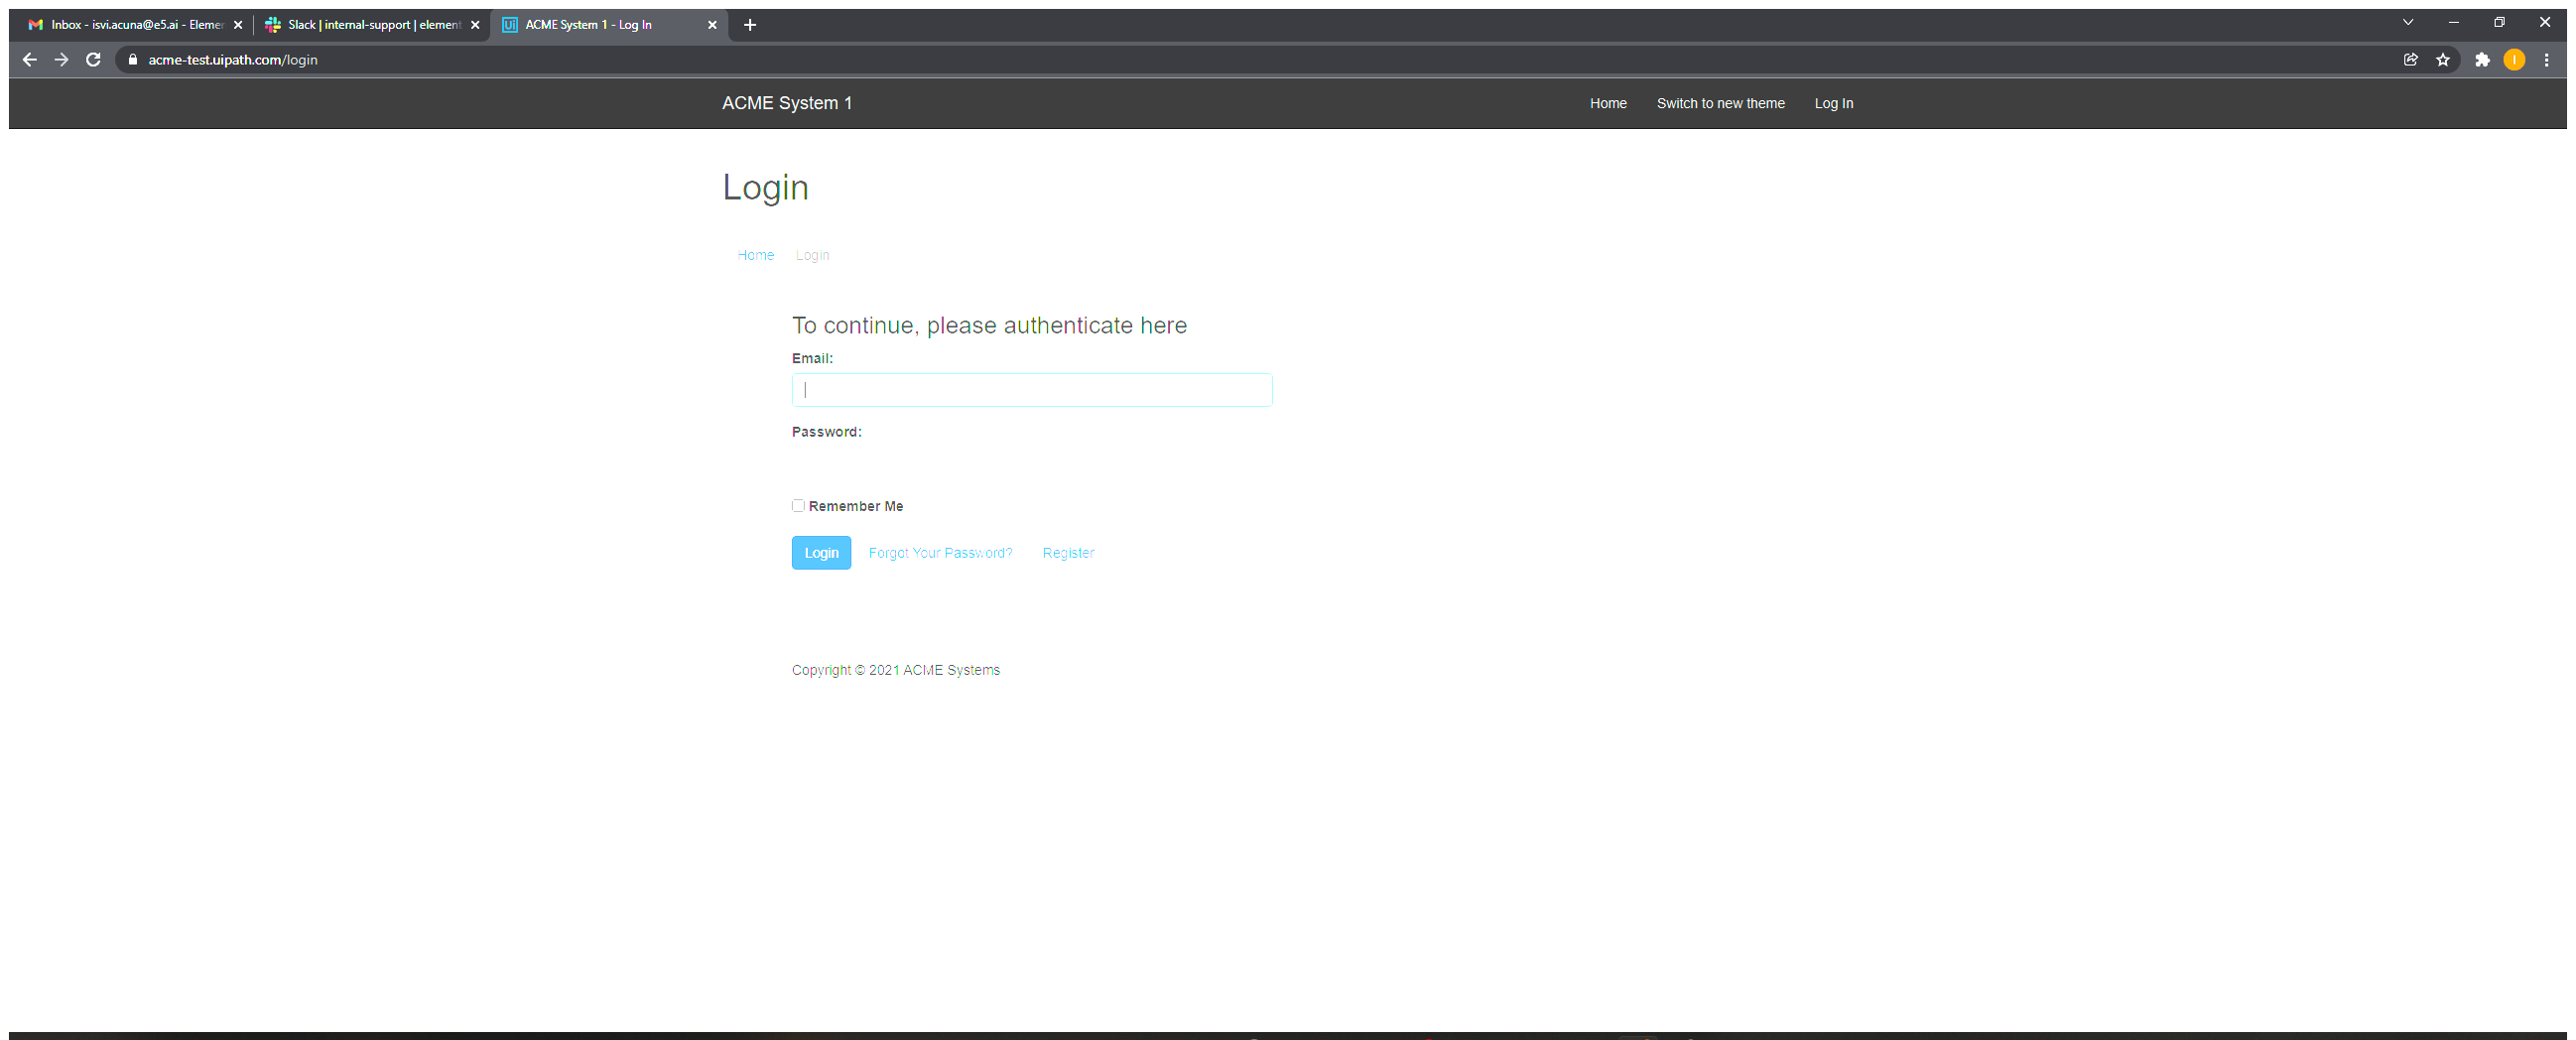 Inbox - isvi.acuna@e5.ai - Elemer
Slack | internal-support | element
Ui
ACME System 1 - Log In
acme-test.uipath.com/login
I
ACME System 1
Home
Switch to new theme
Log In
Login
Home
Login
To continue, please authenticate here
Email:
Password:
Remember Me
Login
Forgot Your Password?
Register
Copyright © 2021 ACME Systems